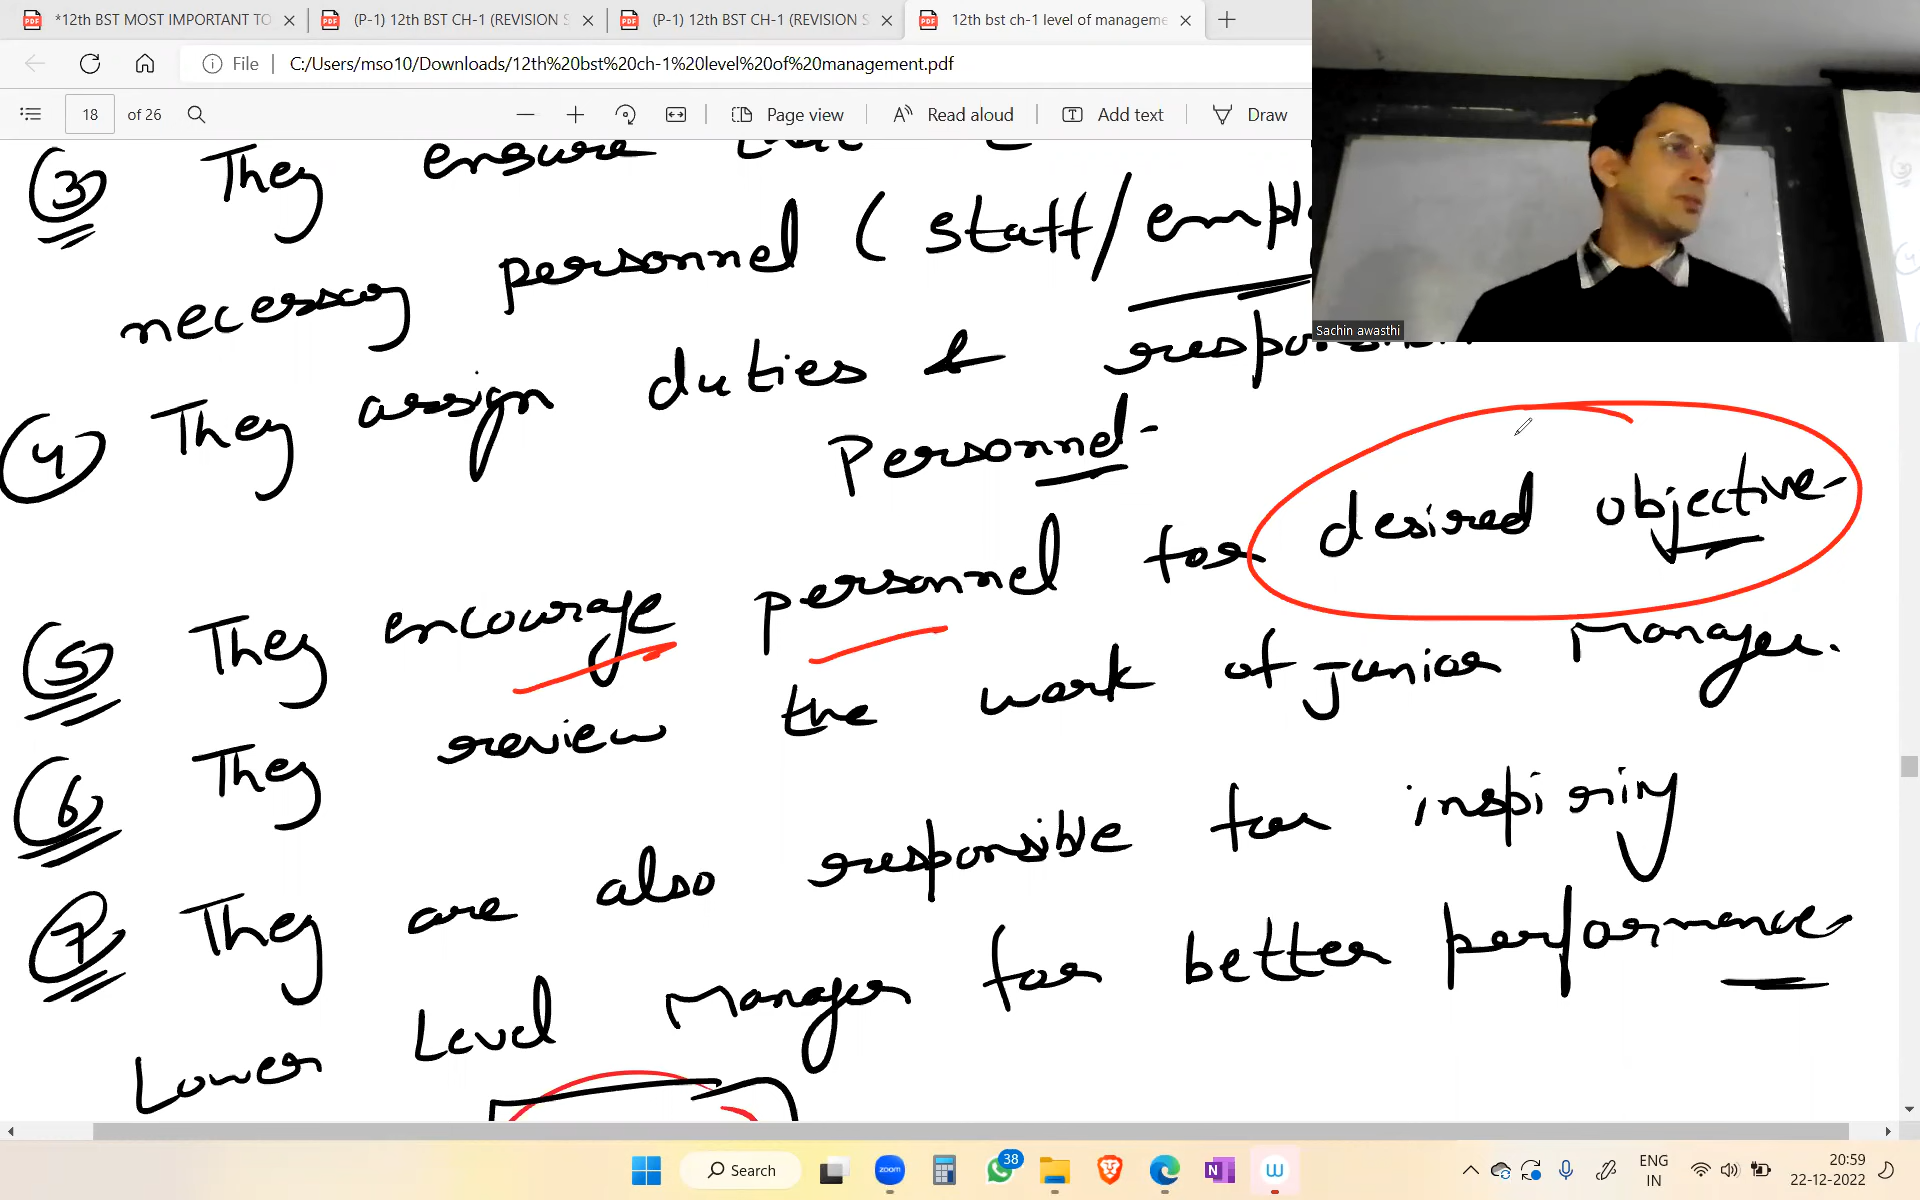 *12th BST MOST IMPORTANT TO
(P-1) 12th BST CH-1 (REVISION S
(P-1) 12th BST CH-1 (REVISION S
12th bst ch-1 level of manageme
File
C:/Users/mso10/Downloads/12th%20bst%20ch-1%20level%20of%20management.pdf
18 of 26
Page view
Read aloud
Add text
Draw
Sachin awasthi
(3) They ensure
necessary personnel (staff/empl
(4) They assign duties &
Personnel.
(5) They encourage personnel for desired objective.
(6) They review the work of junior Manager.
(7) They are also responsible for inspiring
Lower Level Manager for better performance
Search
zoom
38
N
W
ENG
IN
20:59
22-12-2022